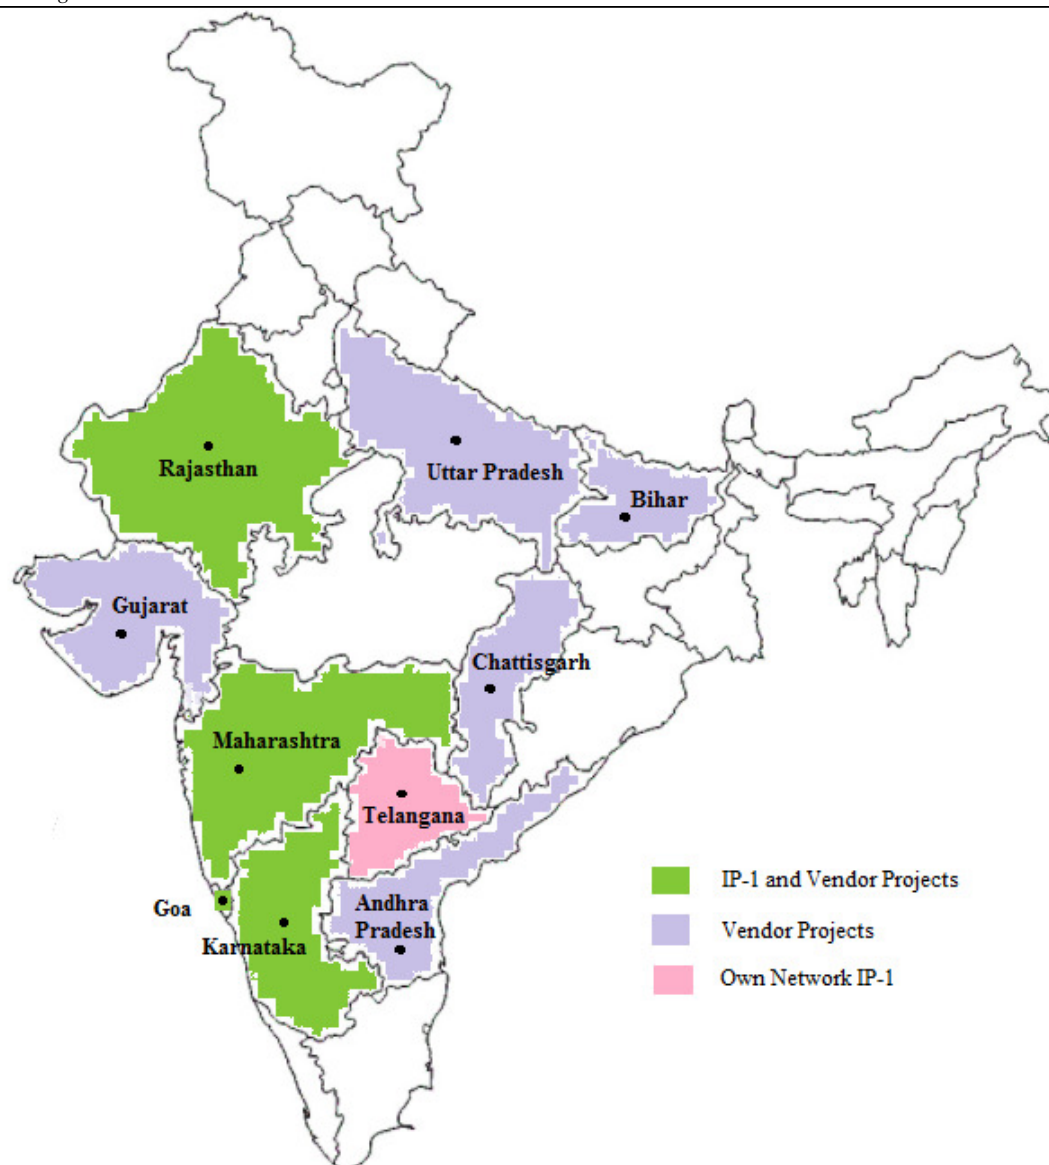 Rajasthan
Uttar Pradesh
Bihar
Gujarat
Chattisgarh
Maharashtra
Telangana
Goa
Karnataka
Andhra
Pradesh
IP-1 and Vendor Projects
Vendor Projects
Own Network IP-1